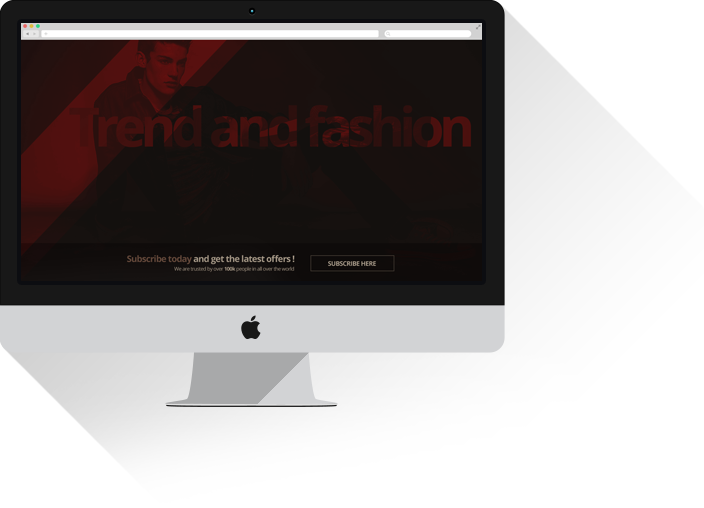 Trend and fashion
Subscribe today and get the latest offers !
We are trusted by over 100k people in all over the world!
SUBSCRIBE HERE